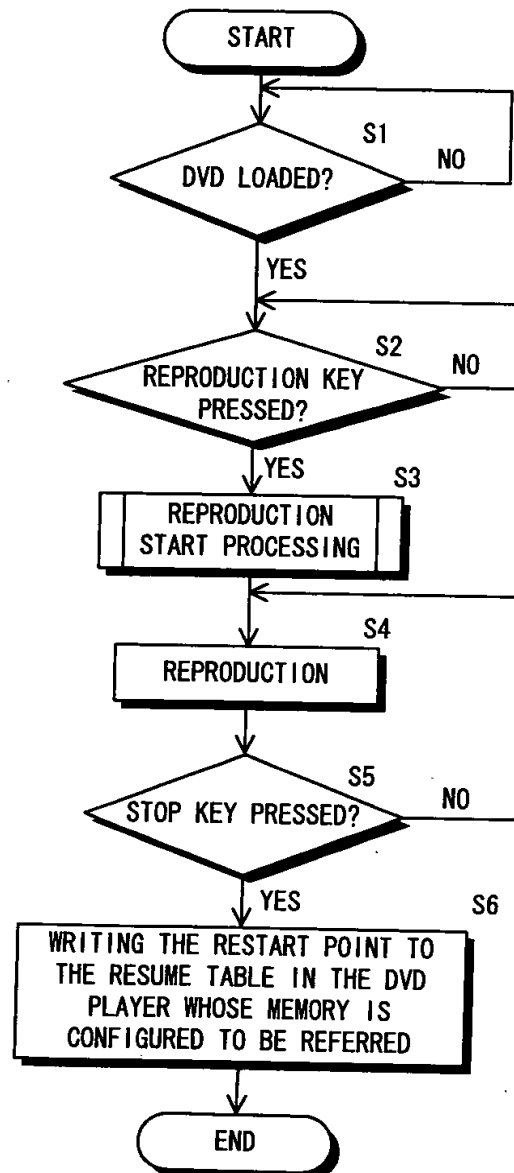 START
S1
DVD LOADED?
NO
YES
S2
REPRODUCTION KEY
PRESSED?
NO
YES
S3
REPRODUCTION
START PROCESSING
S4
REPRODUCTION
S5
STOP KEY PRESSED?
NO
YES
S6
WRITING THE RESTART POINT TO
THE RESUME TABLE IN THE DVD
PLAYER WHOSE MEMORY IS
CONFIGURED TO BE REFERRED
END